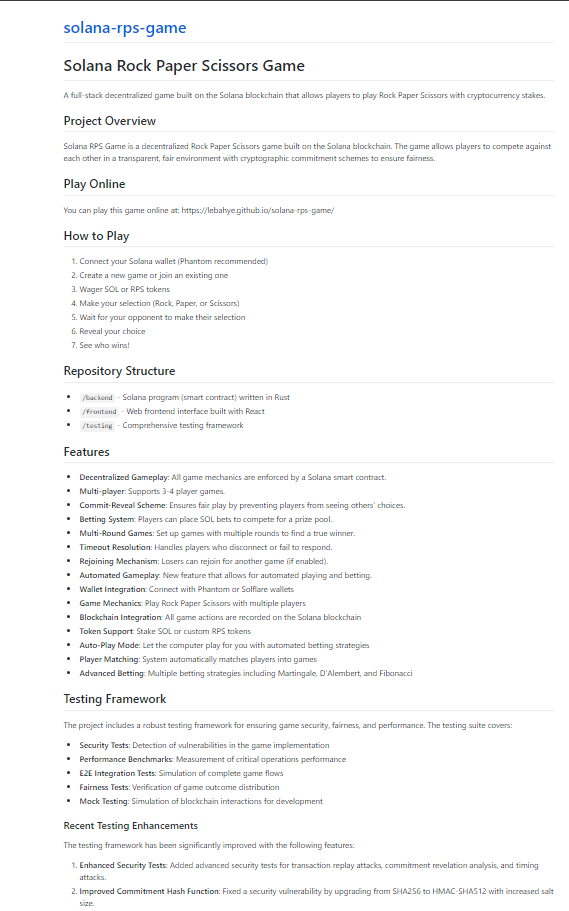 solana-rps-game
Solana Rock Paper Scissors Game
A full-stack decentralized game built on the Solana blockchain that allows players to play Rock Paper Scissors with cryptocurrency stakes.
Project Overview
Solana RPS Game is a decentralized Rock Paper Scissors game built on the Solana blockchain. The game allows players to compete against
each other in a transparent, fair environment with cryptographic commitment schemes to ensure fairness.
Play Online
You can play this game online at: https://lebahye.github.io/solana-rps-game/
How to Play
1. Connect your Solana wallet (Phantom recommended)
2. Create a new game or join an existing one
3. Wager SOL or RPS tokens
4. Make your selection (Rock, Paper, or Scissors)
5. Wait for your opponent to make their selection
6. Reveal your choice
7. See who wins!
Repository Structure
• /backend - Solana program (smart contract) written in Rust
• /frontend - Web frontend interface built with React
• /testing - Comprehensive testing framework
Features
• Decentralized Gameplay: All game mechanics are enforced by a Solana smart contract.
• Multi-player: Supports 3-4 player games.
• Commit-Reveal Scheme: Ensures fair play by preventing players from seeing others' choices.
• Betting System: Players can place SOL bets to compete for a prize pool.
• Multi-Round Games: Set up games with multiple rounds to find a true winner.
• Timeout Resolution: Handles players who disconnect or fail to respond.
• Rejoining Mechanism: Losers can rejoin for another game (if enabled).
• Automated Gameplay: New feature that allows for automated playing and betting.
• Wallet Integration: Connect with Phantom or Solflare wallets
• Game Mechanics: Play Rock Paper Scissors with multiple players
• Blockchain Integration: All game actions are recorded on the Solana blockchain
• Token Support: Stake SOL or custom RPS tokens
• Auto-Play Mode: Let the computer play for you with automated betting strategies
• Player Matching: System automatically matches players into games
• Advanced Betting: Multiple betting strategies including Martingale, D'Alembert, and Fibonacci
Testing Framework
The project includes a robust testing framework for ensuring game security, fairness, and performance. The testing suite covers:
• Security Tests: Detection of vulnerabilities in the game implementation
• Performance Benchmarks: Measurement of critical operations performance
• E2E Integration Tests: Simulation of complete game flows
• Fairness Tests: Verification of game outcome distribution
• Mock Testing: Simulation of blockchain interactions for development
Recent Testing Enhancements
The testing framework has been significantly improved with the following features:
1. Enhanced Security Tests: Added advanced security tests for transaction replay attacks, commitment revelation analysis, and timing
attacks.
2. Improved Commitment Hash Function: Fixed a security vulnerability by upgrading from SHA256 to HMAC-SHA512 with increased salt
size.